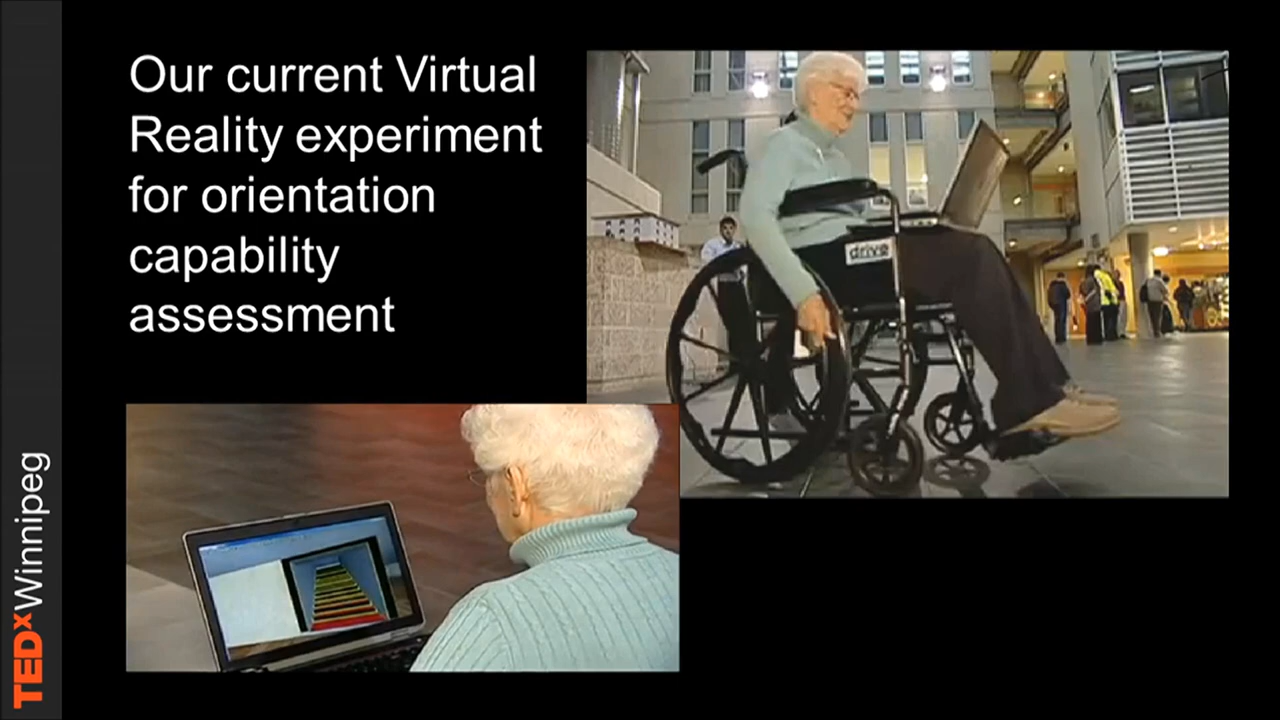 Our current Virtual
Reality experiment
for orientation
capability
assessment
drive
TEDxWinnipeg